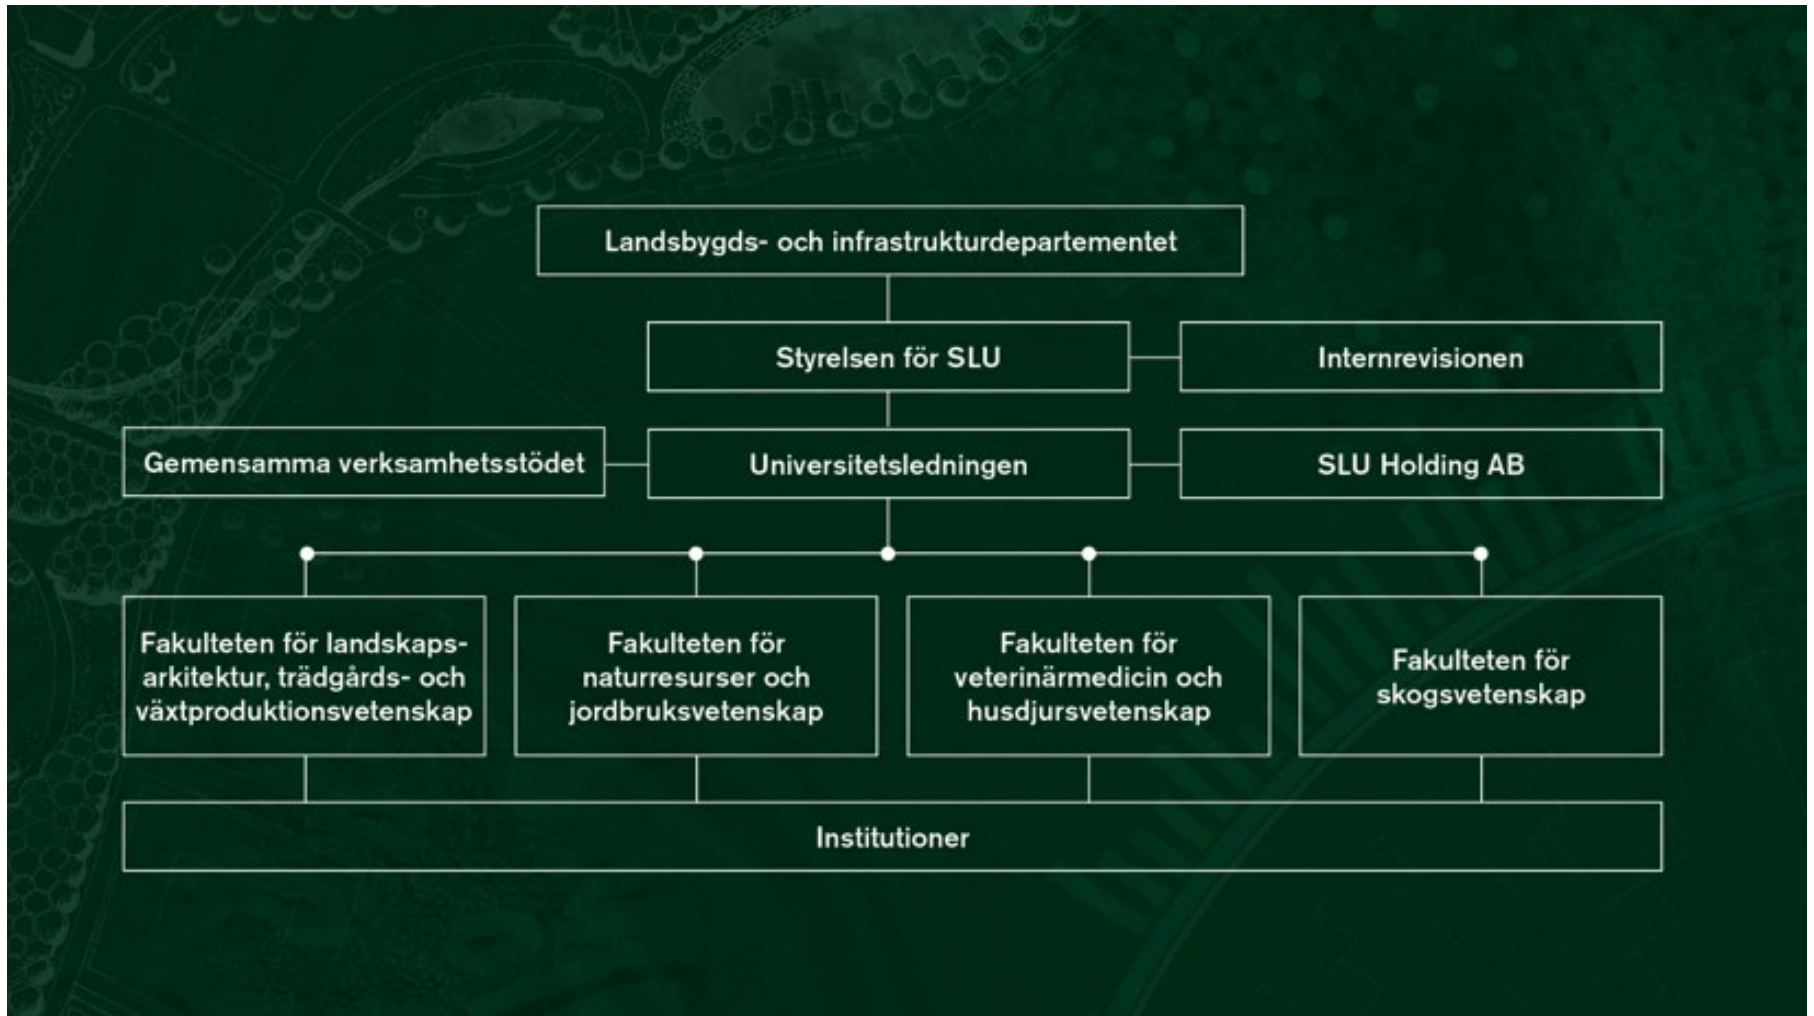 Landsbygds- och infrastrukturdepartementet
Styrelsen för SLU
Internrevisionen
Gemensamma verksamhetsstödet
Universitetsledningen
SLU Holding AB
Fakulteten för landskaps-
arkitektur, trädgårds- och
växtproduktionsvetenskap
Fakulteten för
naturresurser och
jordbruksvetenskap
Fakulteten för
veterinärmedicin och
husdjursvetenskap
Fakulteten för
skogsvetenskap
Institutioner